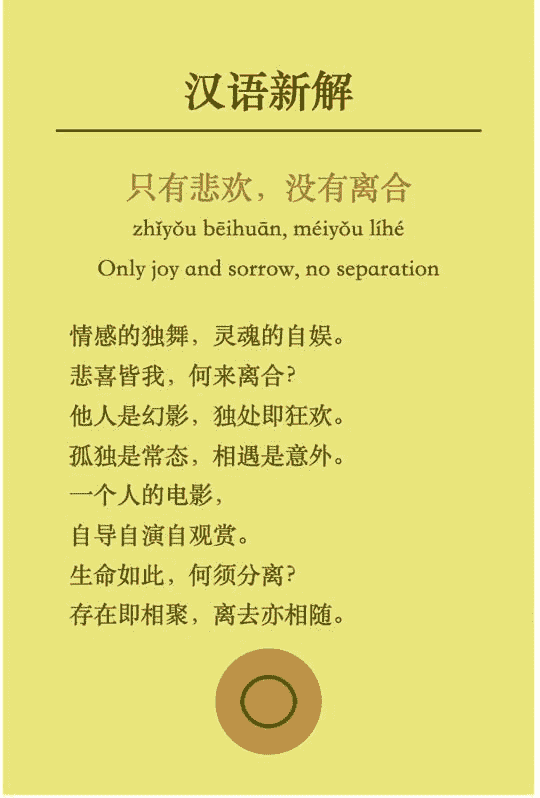 汉语新解
只有悲欢，没有离合
zhǐyǒu bēihuān, méiyǒu líhé
Only joy and sorrow, no separation
情感的独舞，灵魂的自娱。
悲喜皆我，何来离合？
他人是幻影，独处即狂欢。
孤独是常态，相遇是意外。
一个人的电影，
自导自演自观赏。
生命如此，何须分离？
存在即相聚，离去亦相随。